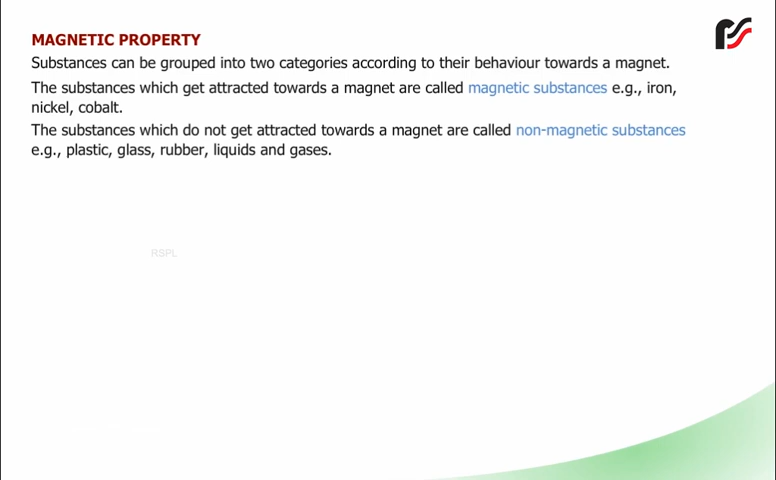 MAGNETIC PROPERTY
Substances can be grouped into two categories according to their behaviour towards a magnet.
The substances which get attracted towards a magnet are called magnetic substances e.g., iron,
nickel, cobalt.
The substances which do not get attracted towards a magnet are called non-magnetic substances
e.g., plastic, glass, rubber, liquids and gases.
RSPL